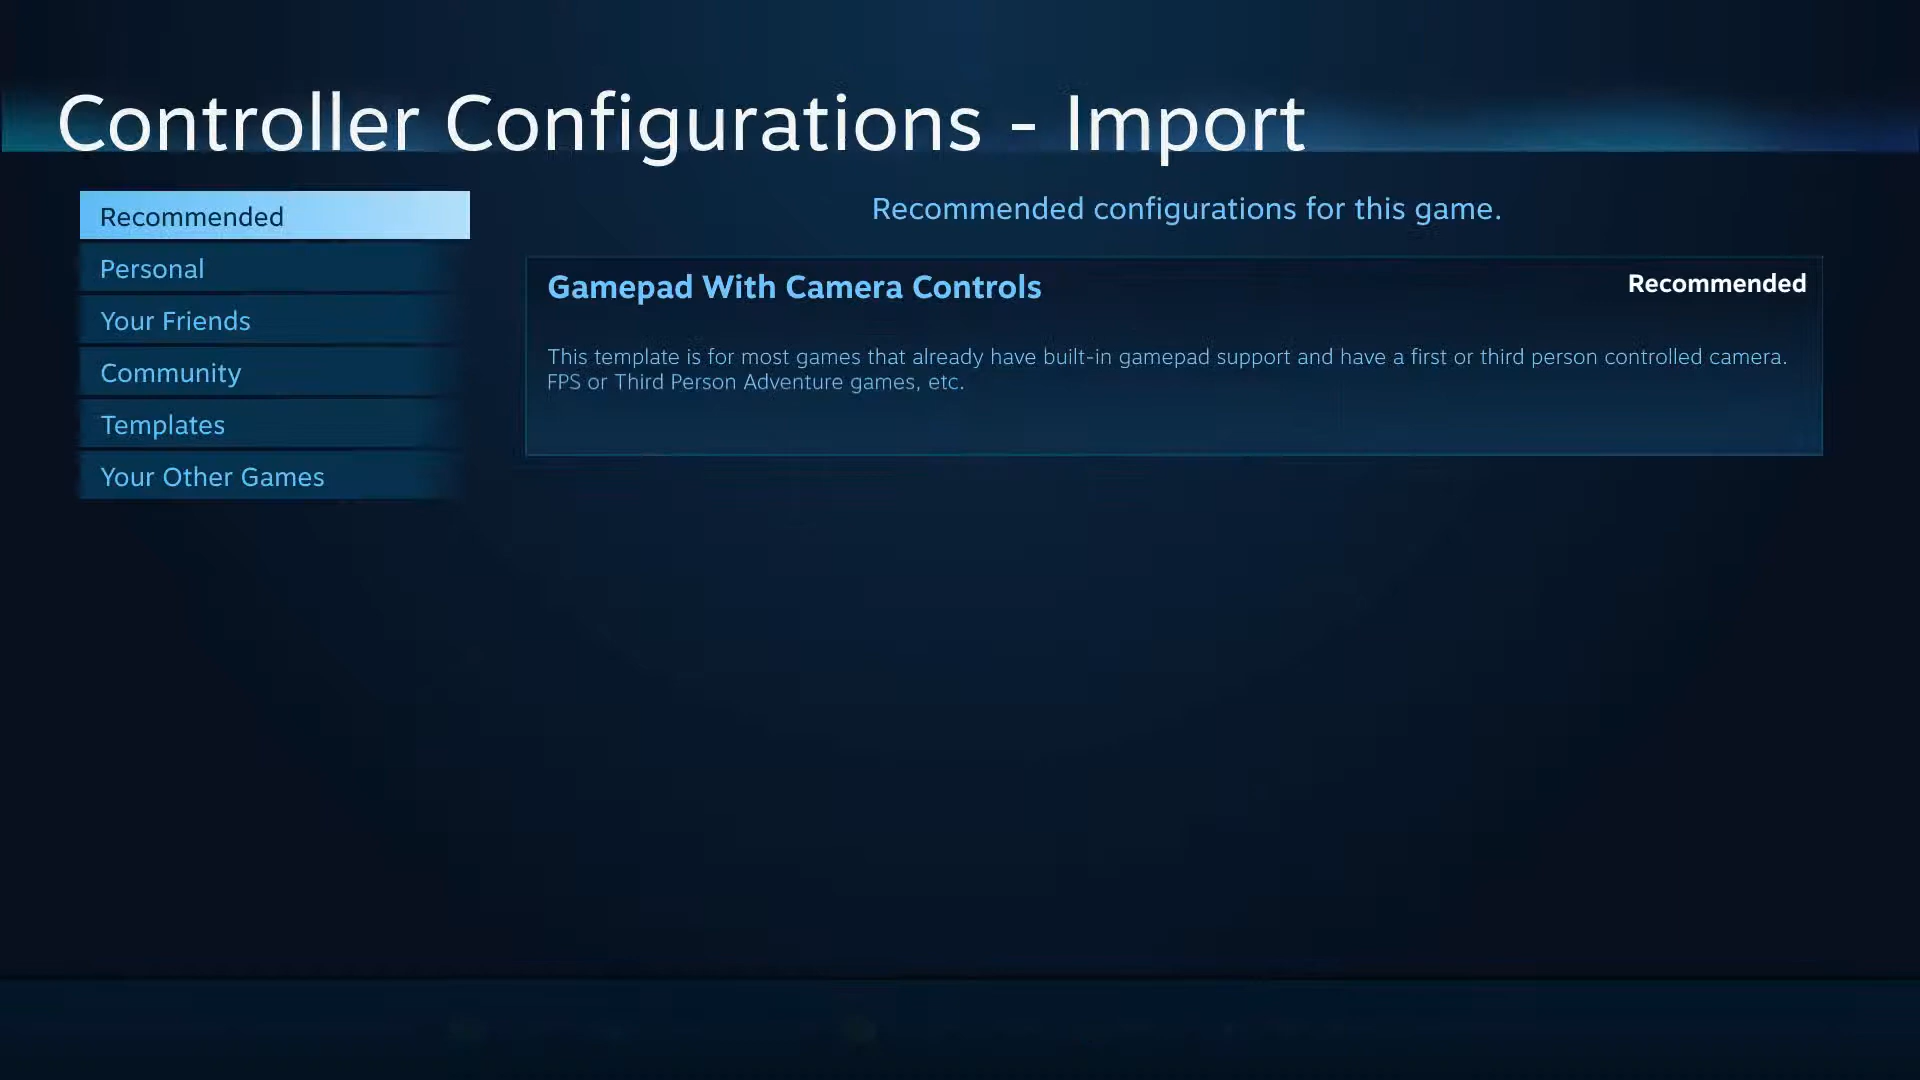 Controller Configurations - Import
Recommended
Personal
Your Friends
Community
Templates
Your Other Games
Recommended configurations for this game.
Gamepad With Camera Controls
Recommended
This template is for most games that already have built-in gamepad support and have a first or third person controlled camera.
FPS or Third Person Adventure games, etc.